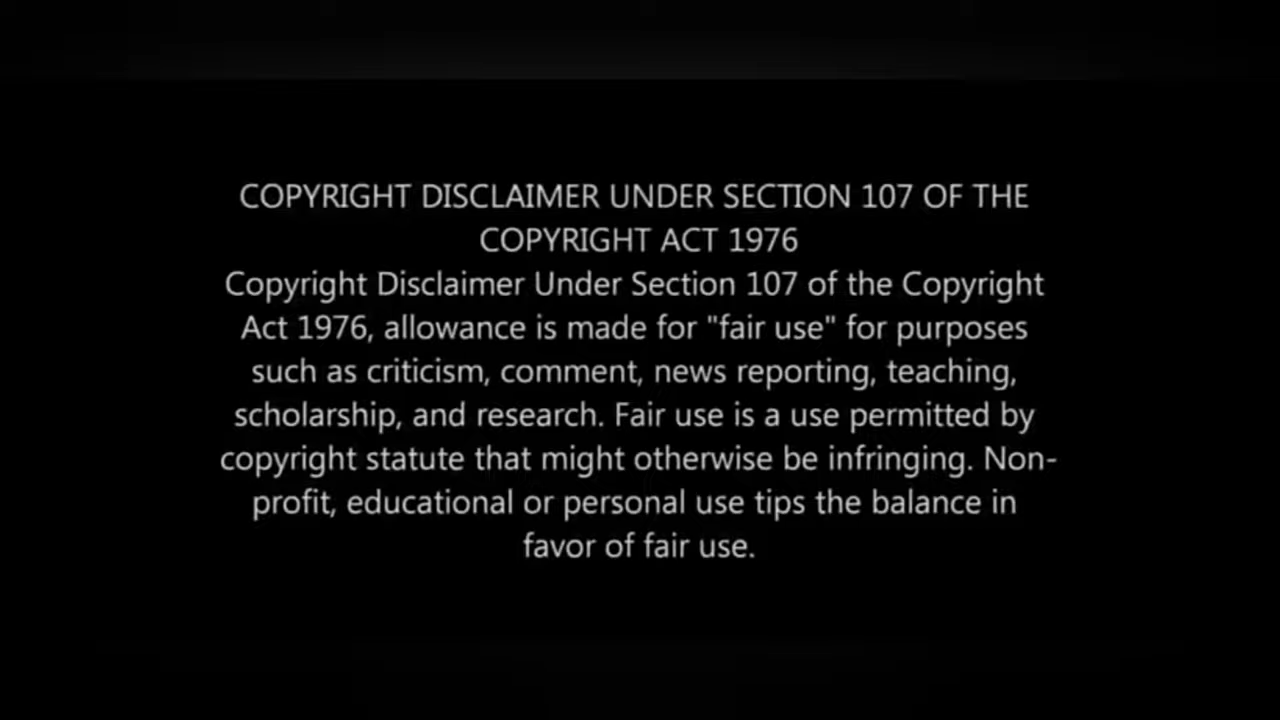 COPYRIGHT DISCLAIMER UNDER SECTION 107 OF THE
COPYRIGHT ACT 1976
Copyright Disclaimer Under Section 107 of the Copyright
Act 1976, allowance is made for "fair use" for purposes
such as criticism, comment, news reporting, teaching,
scholarship, and research. Fair use is a use permitted by
copyright statute that might otherwise be infringing. Non-
profit, educational or personal use tips the balance in
favor of fair use.